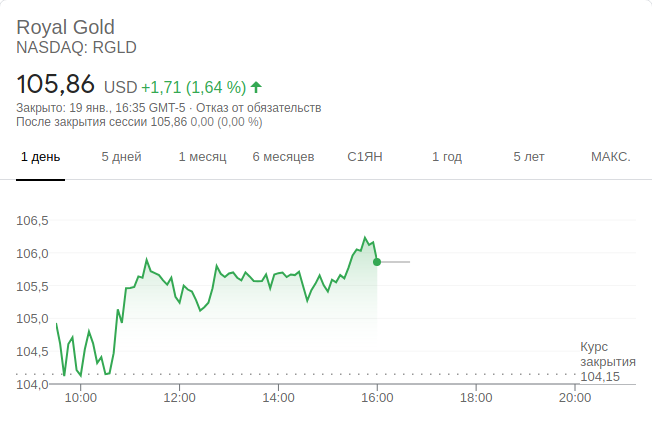 Royal Gold
NASDAQ: RGLD
105,86 USD +1,71 (1,64 %)
Закрыто: 19 янв., 16:35 GMT-5 · Отказ от обязательств
После закрытия сессии 105,86 0,00 (0,00 %)
1 день 5 дней 1 месяц 6 месяцев С1ЯН 1 год 5 лет МАКС.
106,5
106,0
105,5
105,0
104,5
104,0
Курс
закрытия
104,15
10:00 12:00 14:00 16:00 18:00 20:00